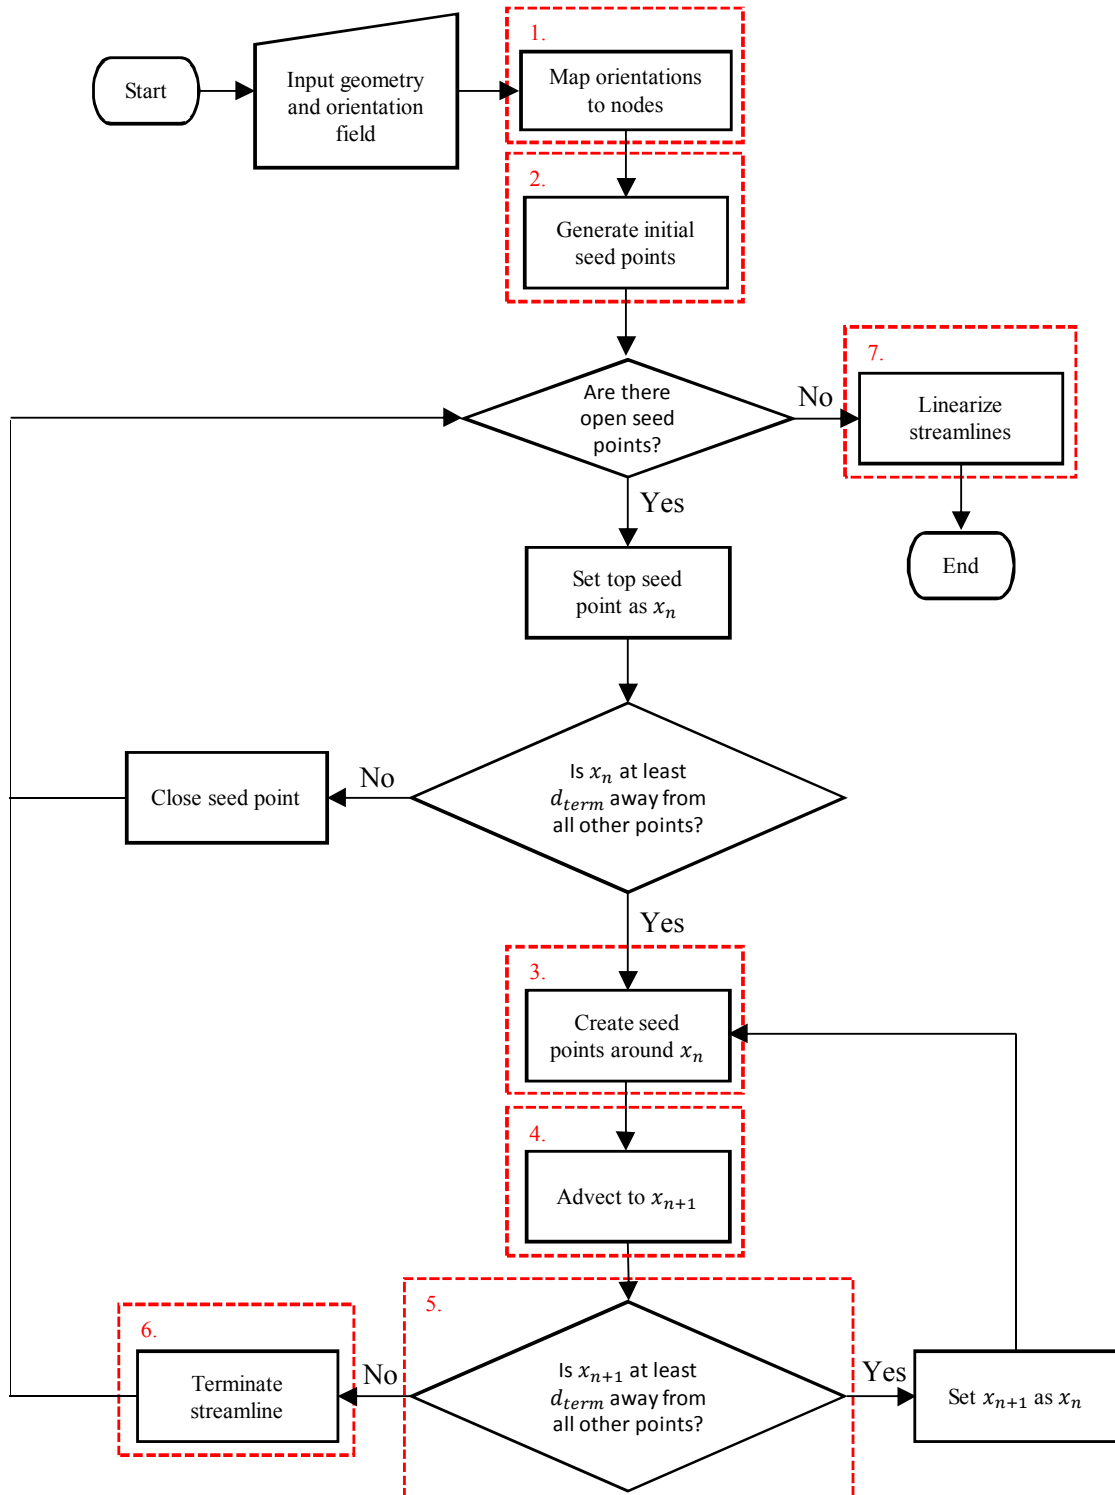 Start
Input geometry
and orientation
field
1.
Map orientations
to nodes
2.
Generate initial
seed points
Are there
open seed
points?
No
7.
Linearize
streamlines
End
Yes
Set top seed
point as xₙ
Is xₙ at least
d_term away from
all other points?
No
Close seed point
Yes
3.
Create seed
points around xₙ
4.
Advect to xₙ₊₁
5.
Is xₙ₊₁ at least
d_term away from
all other points?
No
6.
Terminate
streamline
Yes
Set xₙ₊₁ as xₙ